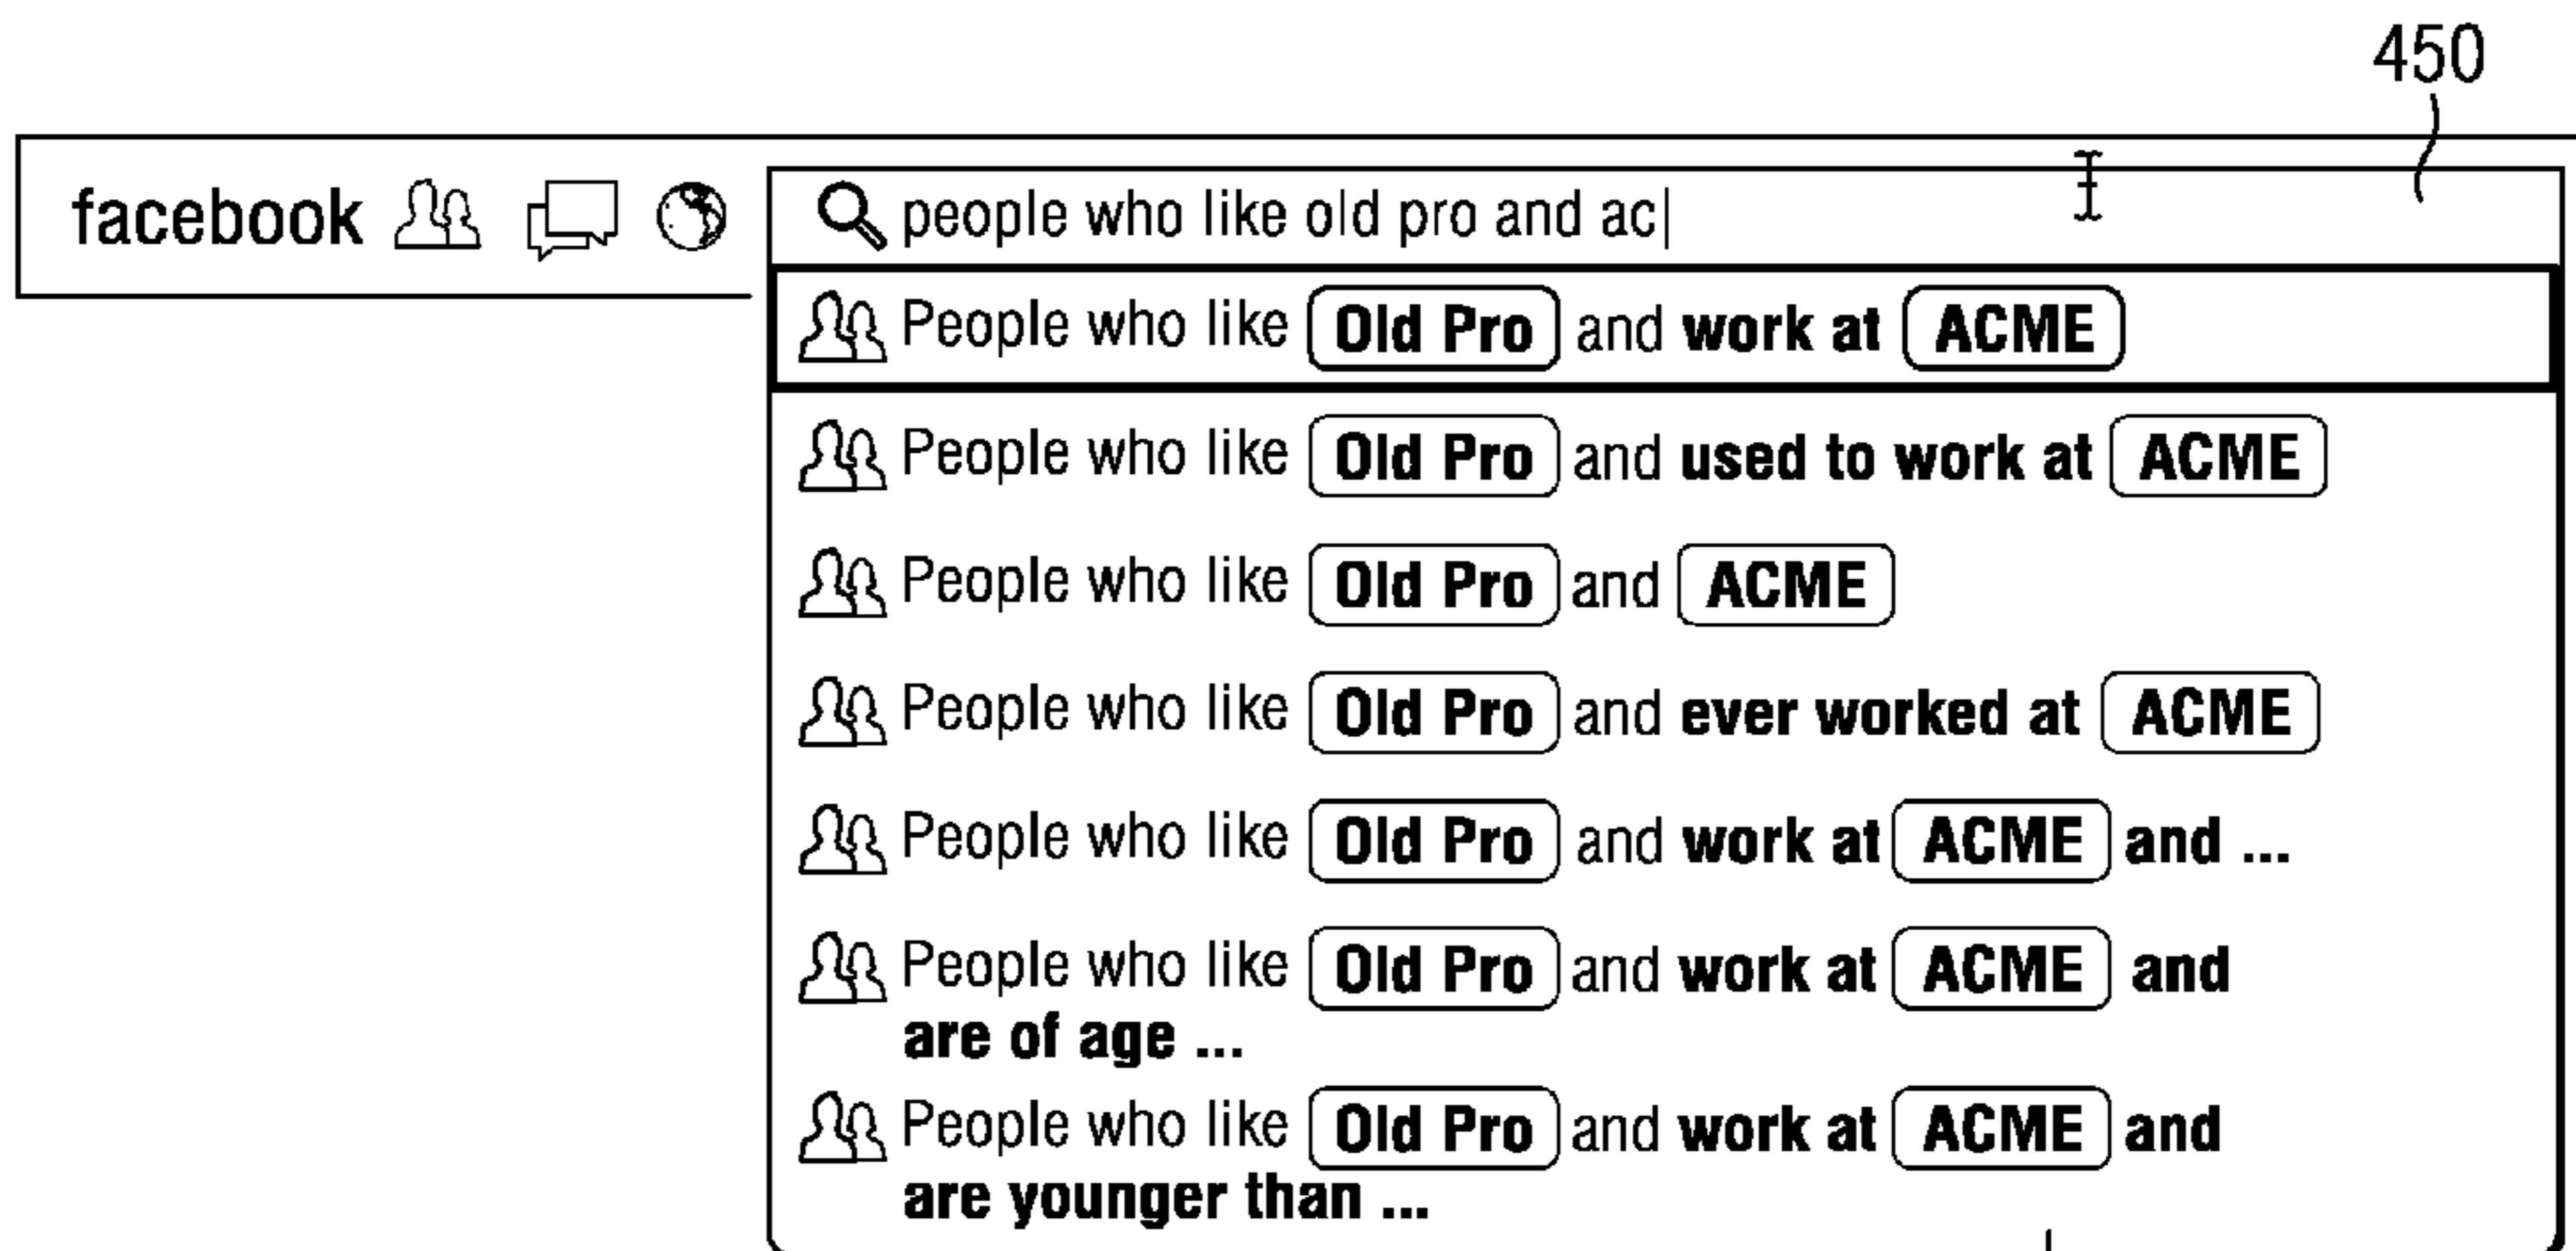 450
facebook people who like old pro and ac
People who like Old Pro and work at ACME
People who like Old Pro and used to work at ACME
People who like Old Pro and ACME
People who like Old Pro and ever worked at ACME
People who like Old Pro and work at ACME and ...
People who like Old Pro and work at ACME and
are of age ...
People who like Old Pro and work at ACME and
are younger than ...